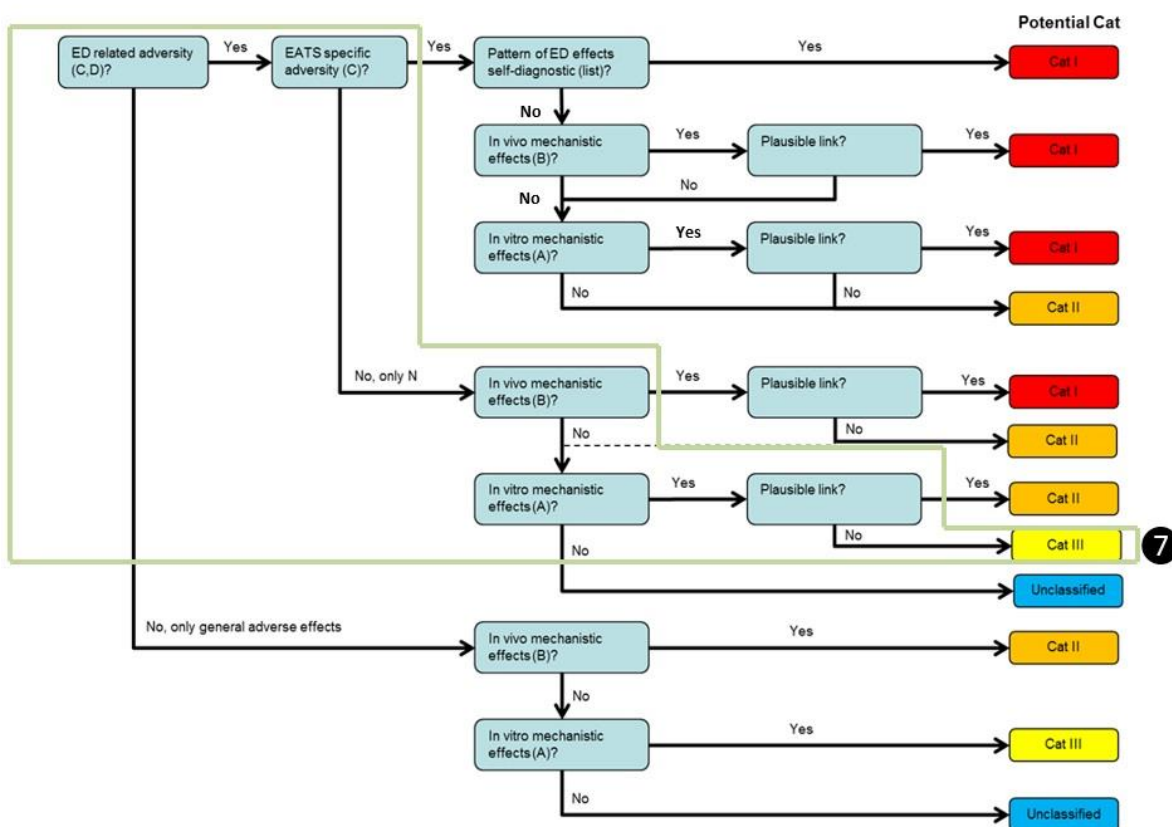 Potential Cat
ED related adversity
(C,D)?
Yes
EATS specific
adversity (C)?
Yes
Pattern of ED effects
self-diagnostic (list)?
Yes
Cat I
No
In vivo mechanistic
effects (B)?
Yes
Plausible link?
Yes
Cat I
No
No
In vitro mechanistic
effects (A)?
Yes
Plausible link?
Yes
Cat I
No
No
Cat II
No, only N
In vivo mechanistic
effects (B)?
Yes
Plausible link?
Yes
Cat I
No
No
Cat II
In vitro mechanistic
effects (A)?
Yes
Plausible link?
Yes
Cat II
No
No
Cat III
7
Unclassified
No, only general adverse effects
In vivo mechanistic
effects (B)?
Yes
Cat II
No
In vitro mechanistic
effects (A)?
Yes
Cat III
No
Unclassified